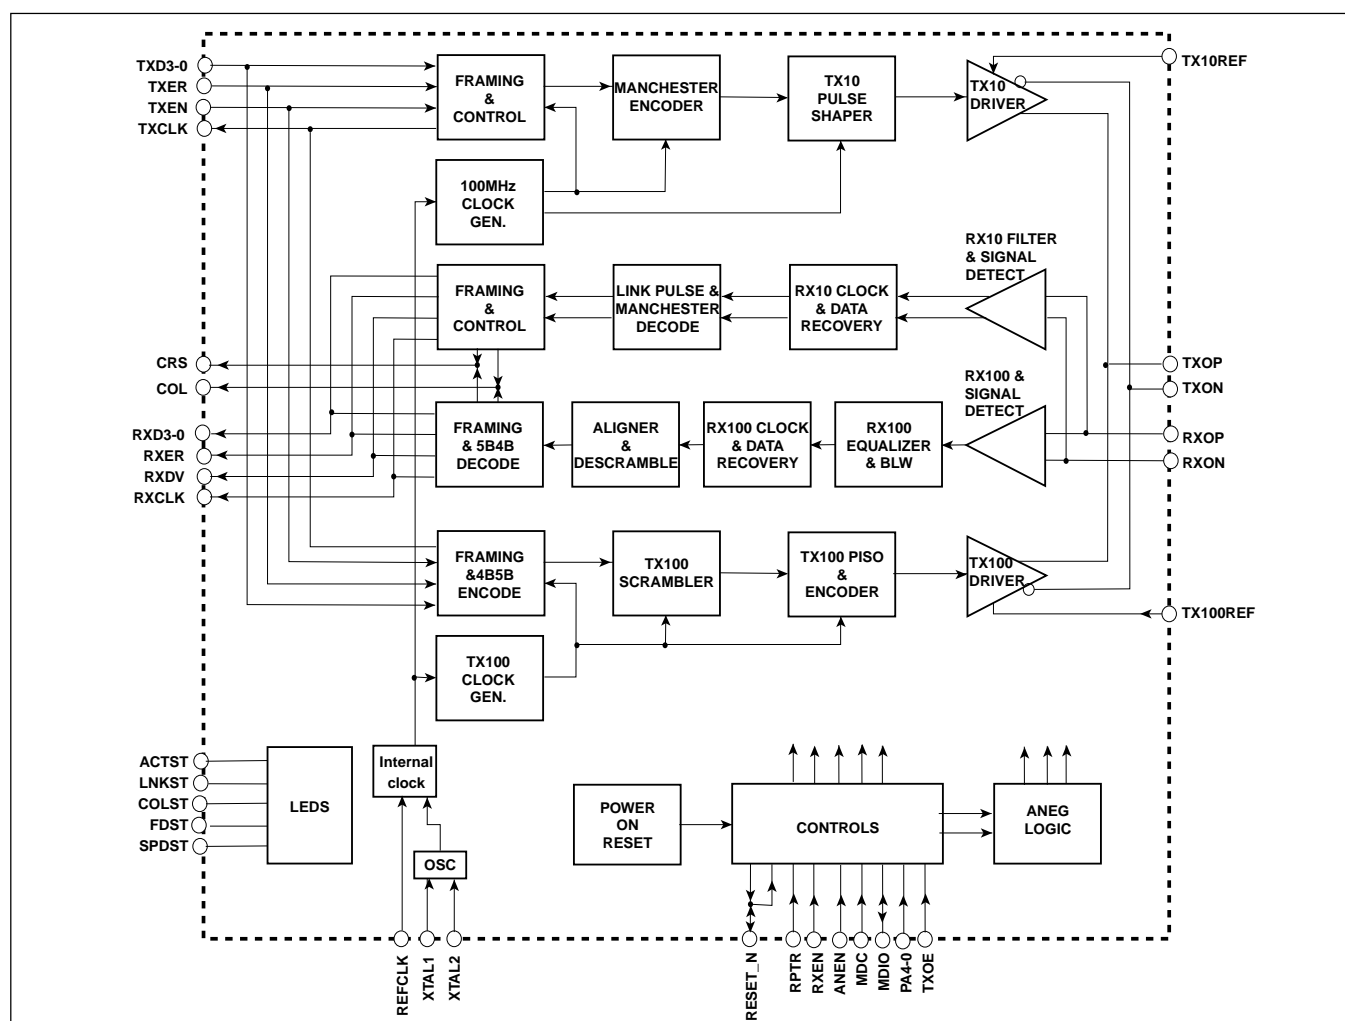 TXD3-0
TXER
TXEN
TXCLK
FRAMING
&
CONTROL
MANCHESTER
ENCODER
TX10
PULSE
SHAPER
TX10
DRIVER
TX10REF
100MHz
CLOCK
GEN.
RX10 FILTER
& SIGNAL
DETECT
FRAMING
&
CONTROL
LINK PULSE &
MANCHESTER
DECODE
RX10 CLOCK
& DATA
RECOVERY
CRS
COL
TXOP
TXON
RX100 &
SIGNAL
DETECT
RXD3-0
RXER
RXDV
RXCLK
FRAMING
& 5B4B
DECODE
ALIGNER
&
DESCRAMBLE
RX100 CLOCK
& DATA
RECOVERY
RX100
EQUALIZER
& BLW
RXOP
RXON
FRAMING
&4B5B
ENCODE
TX100
SCRAMBLER
TX100 PISO
&
ENCODER
TX100
DRIVER
TX100REF
TX100
CLOCK
GEN.
ACTST
LNKST
COLST
FDST
SPDST
LEDS
Internal
clock
OSC
POWER
ON
RESET
CONTROLS
ANEG
LOGIC
REFCLK
XTAL1
XTAL2
RESET_N
RPTR
RXEN
ANEN
MDC
MDIO
PA4-0
TXOE